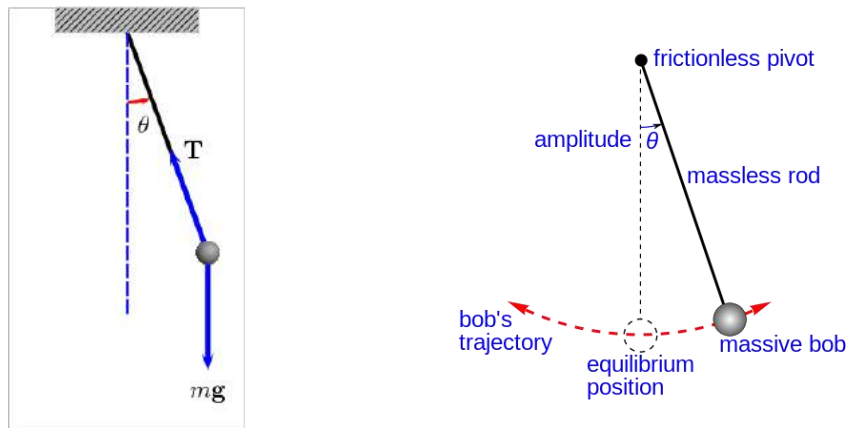 θ
T
mg
frictionless pivot
amplitude
θ
massless rod
bob's
trajectory
massive bob
equilibrium
position